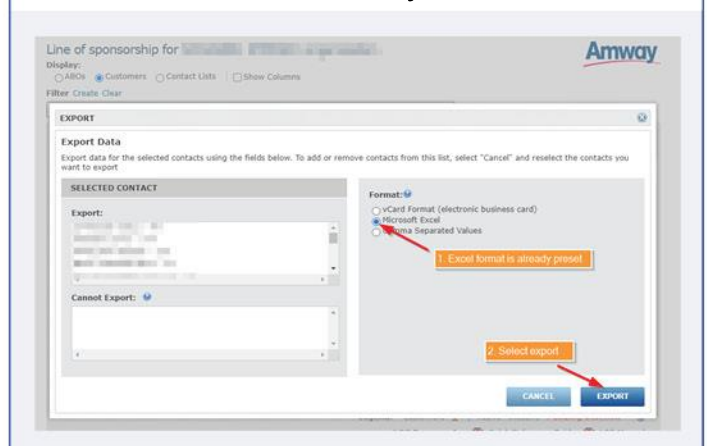 Line of sponsorship for
Amway
Display:
ABOs Customers Contact Lists Show Columns
Filter Create Clear
EXPORT
Export Data
Export data for the selected contacts using the fields below. To add or remove contacts from this list, select "Cancel" and reselect the contacts you
want to export
SELECTED CONTACT
Format:
Export:
vCard Format (electronic business card)
Microsoft Excel
Separated Values
1. Excel format is already preset
Cannot Export:
2. Select export
CANCEL EXPORT